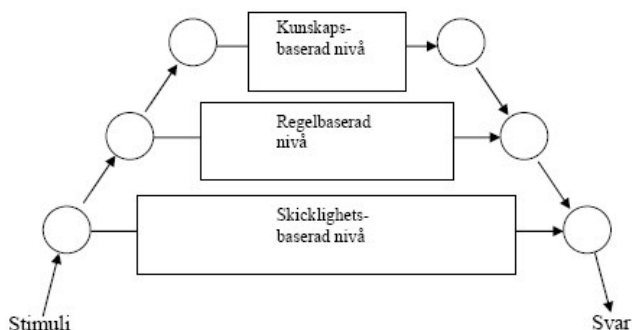 Kunskaps-
baserad nivå
Regelbaserad
nivå
Skicklighets-
baserad nivå
Stimuli
Svar